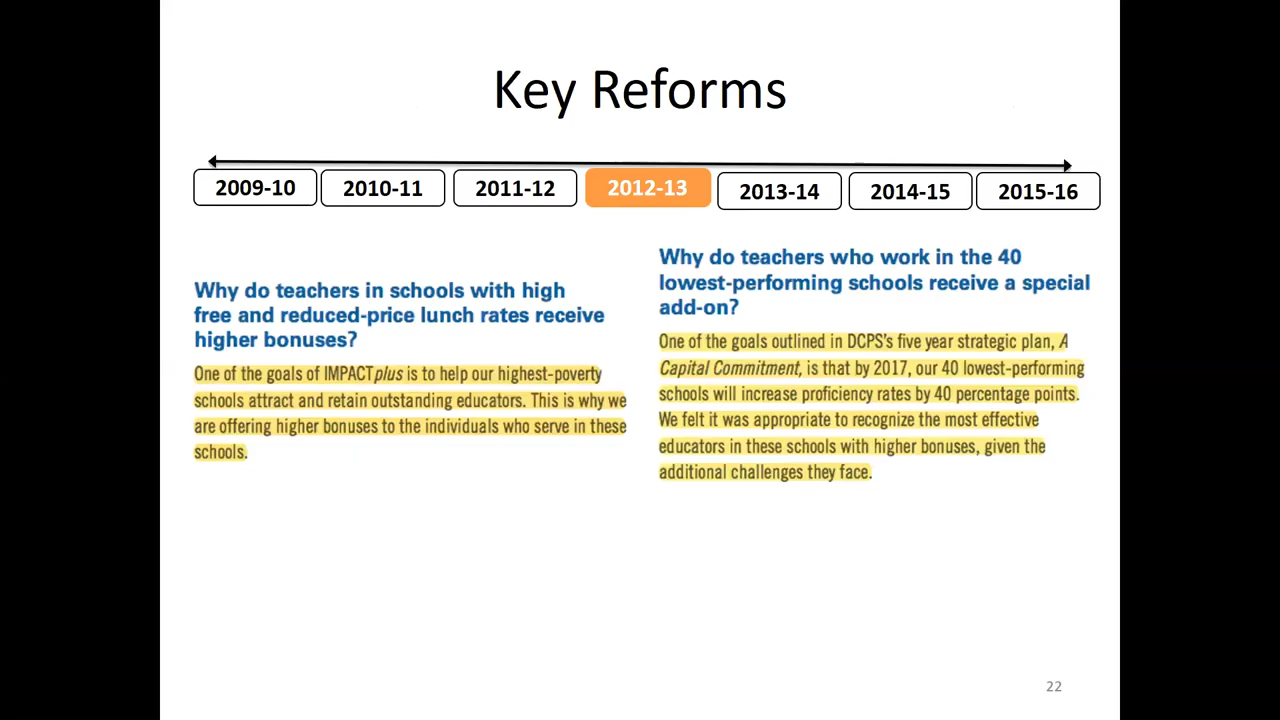 Key Reforms
2009-10
2010-11
2011-12
2012-13
2013-14
2014-15
2015-16
Why do teachers in schools with high
free and reduced-price lunch rates receive
higher bonuses?
One of the goals of IMPACTplus is to help our highest-poverty
schools attract and retain outstanding educators. This is why we
are offering higher bonuses to the individuals who serve in these
schools.
Why do teachers who work in the 40
lowest-performing schools receive a special
add-on?
One of the goals outlined in DCPS's five year strategic plan, A
Capital Commitment, is that by 2017, our 40 lowest-performing
schools will increase proficiency rates by 40 percentage points.
We felt it was appropriate to recognize the most effective
educators in these schools with higher bonuses, given the
additional challenges they face.
22